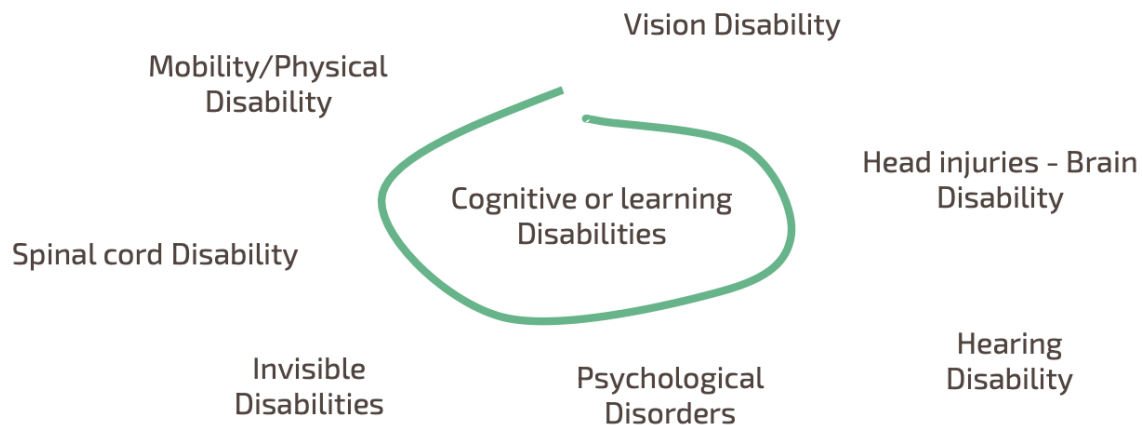 Vision Disability
Mobility/Physical
Disability
Head injuries - Brain
Disability
Cognitive or learning
Disabilities
Spinal cord Disability
Hearing
Disability
Invisible
Disabilities
Psychological
Disorders